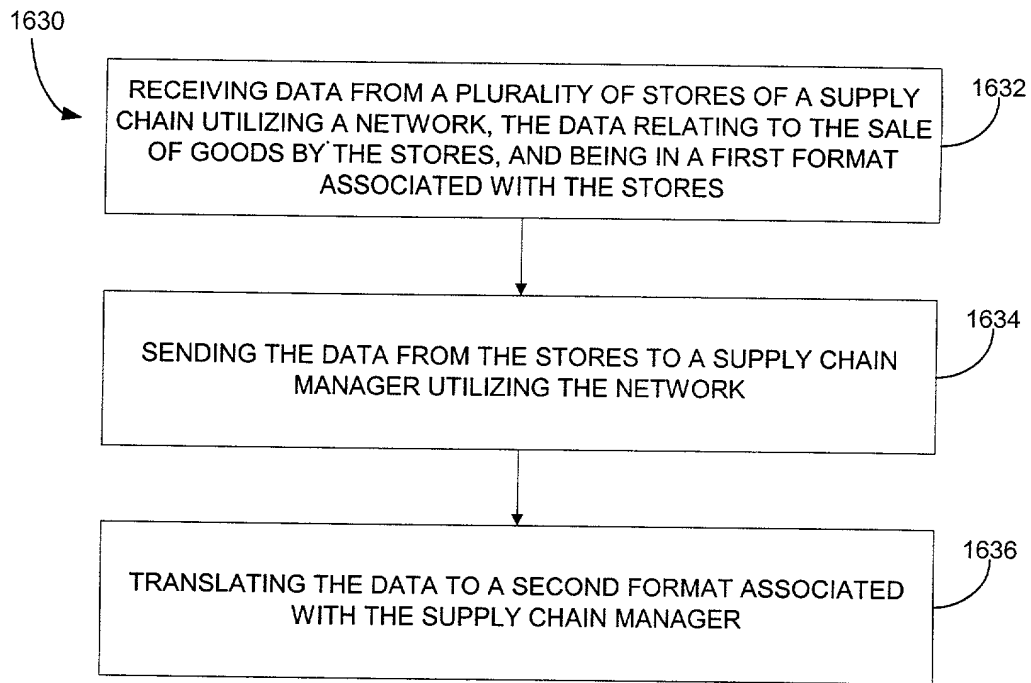 1630
RECEIVING DATA FROM A PLURALITY OF STORES OF A SUPPLY
CHAIN UTILIZING A NETWORK, THE DATA RELATING TO THE SALE
OF GOODS BY THE STORES, AND BEING IN A FIRST FORMAT
ASSOCIATED WITH THE STORES
1632
SENDING THE DATA FROM THE STORES TO A SUPPLY CHAIN
MANAGER UTILIZING THE NETWORK
1634
TRANSLATING THE DATA TO A SECOND FORMAT ASSOCIATED
WITH THE SUPPLY CHAIN MANAGER
1636